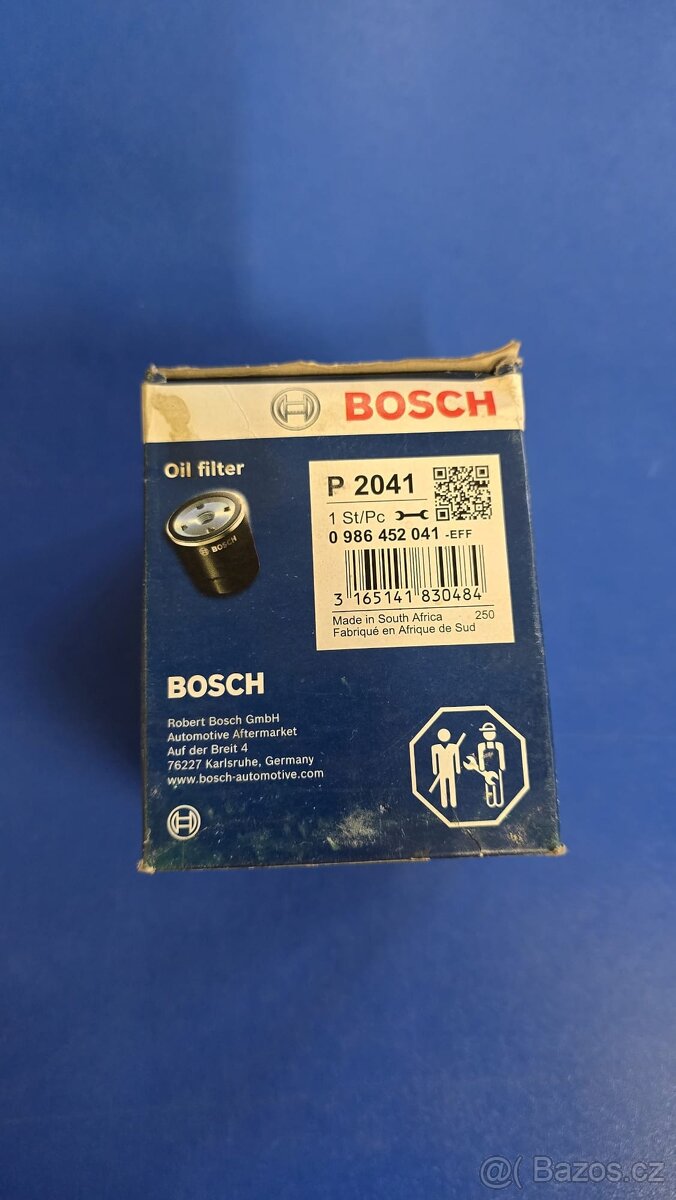 BOSCH
Oil filter
P 2041
BOSCH
1 St/Pc
0 986 452 041 -EFF
3 165141 830484
Made in South Africa 250
Fabriqué en Afrique de Sud
BOSCH
Robert Bosch GmbH
Automotive Aftermarket
Auf der Breit 4
76227 Karlsruhe, Germany
www.bosch-automotive.com
@( Bazos.cz